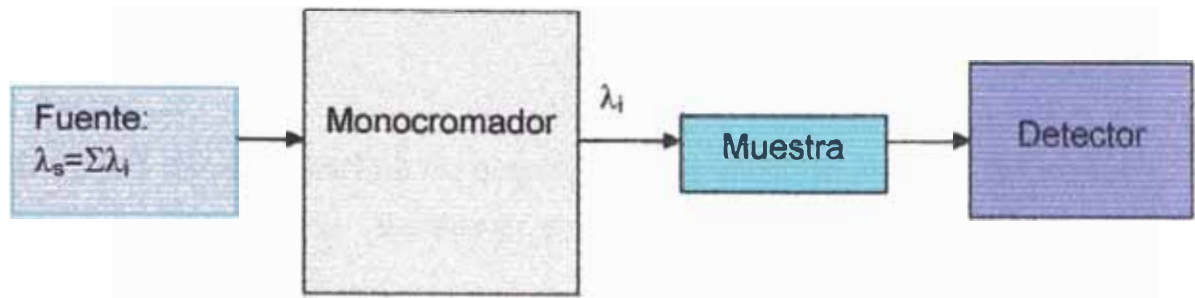 Fuente:
λs=Σλi
Monocromador
λi
Muestra
Detector